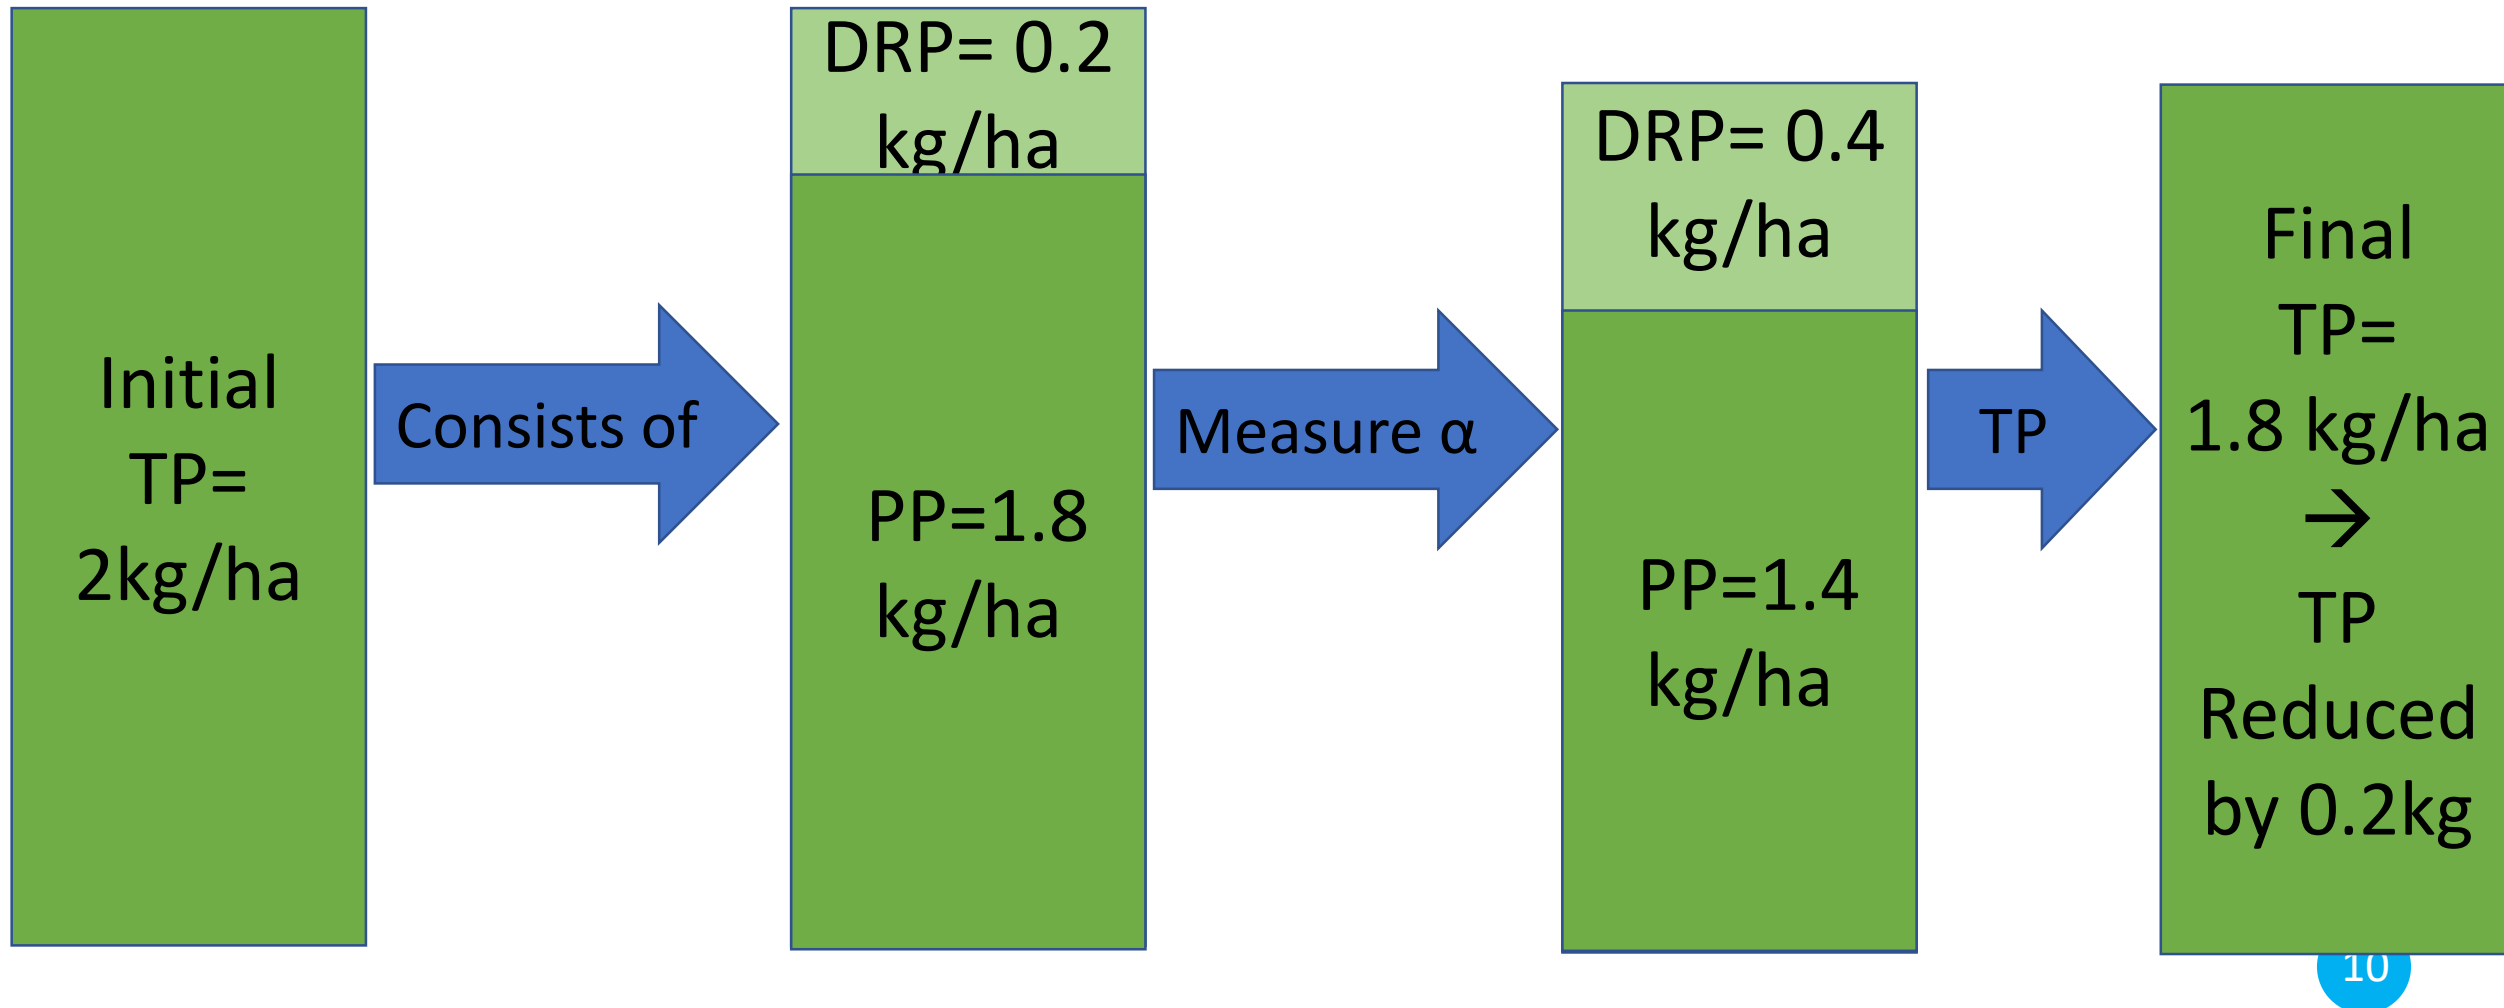 Initial
TP=
2kg/ha
Consists of
DRP= 0.2
kg/ha
PP=1.8
kg/ha
Measure α
DRP= 0.4
kg/ha
PP=1.4
kg/ha
TP
Final
TP=
1.8 kg/ha
→
TP
Reduced
by 0.2kg
10